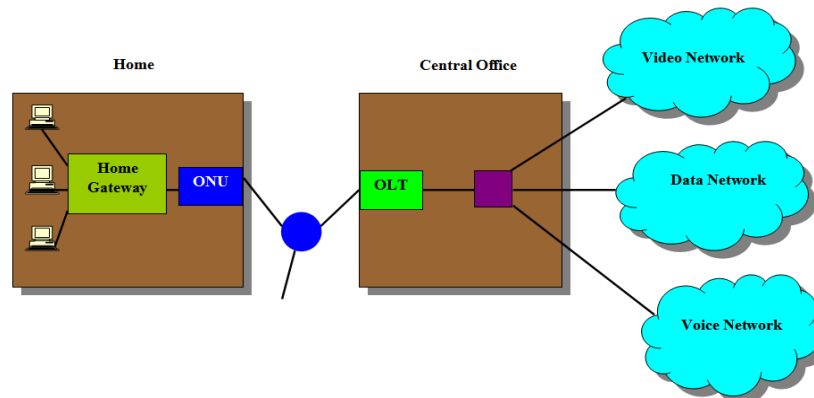 Home
Central Office
Video Network
Home
Gateway
ONU
OLT
Data Network
Voice Network